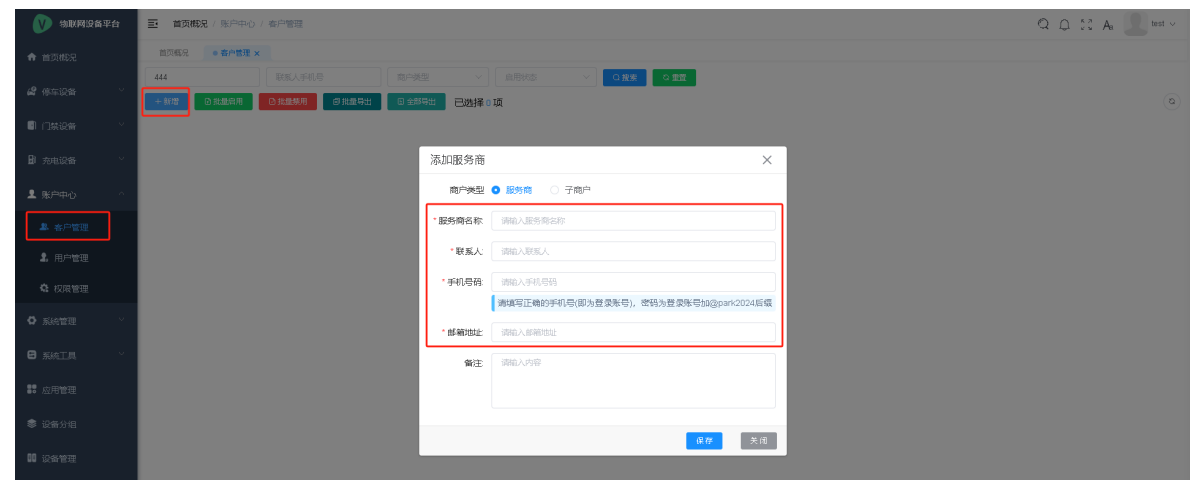 物联网设备平台
首页概况 / 账户中心 / 客户管理
test
首页概况
客户管理
444
联系人手机号
商户类型
启用状态
搜索
重置
+ 新增
批量启用
批量禁用
批量导出
全部导出
已选择 0 项
首页概况
停车设备
门禁设备
充电设备
账户中心
客户管理
用户管理
权限管理
系统管理
系统工具
应用管理
设备分组
设备管理
添加服务商
商户类型
服务商
子商户
* 服务商名称:
请输入服务商名称
* 联系人:
请输入联系人
* 手机号码:
请输入手机号码
请填写正确的手机号(即为登录账号)，密码为登录账号加@park2024后缀
* 邮箱地址:
请输入邮箱地址
备注:
请输入内容
保存
关闭